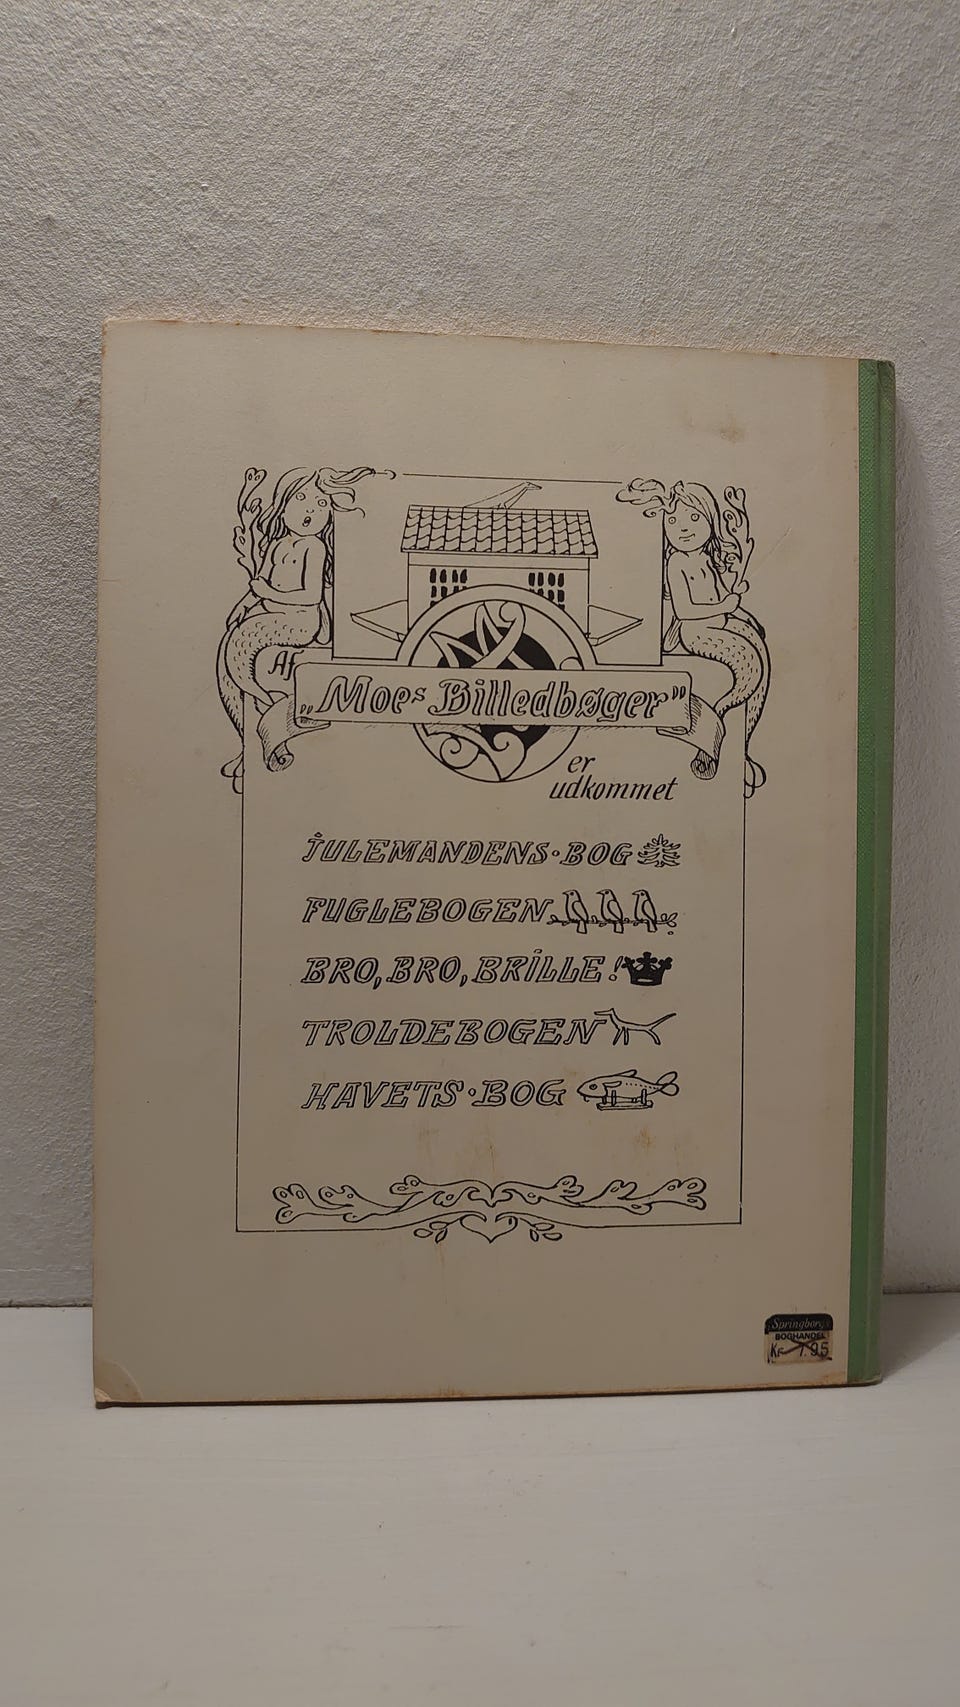 Af
„Moes Billedbøger”
er
udkommet
JULEMANDENS·BOG
FUGLEBOGEN
BRO, BRO, BRILLE!
TROLDEBOGEN
HAVETS·BOG
Springborg's
BOGHANDEL
Kr 7.95